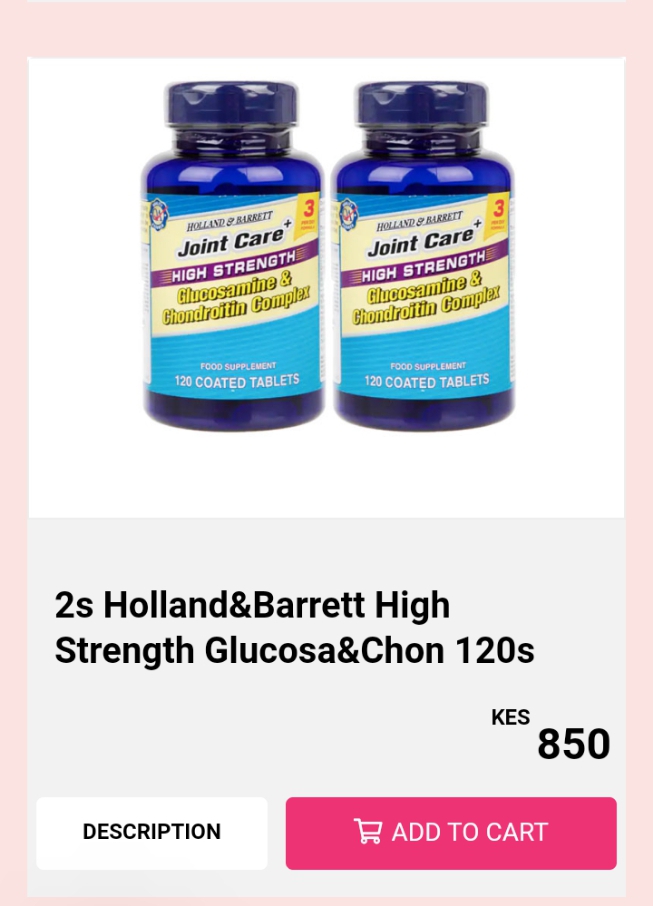 HOLLAND & BARRETT
Joint Care+
3
HIGH STRENGTH
Glucosamine &
Chondroitin Complex
FOOD SUPPLEMENT
120 COATED TABLETS
HOLLAND & BARRETT
Joint Care+
3
HIGH STRENGTH
Glucosamine &
Chondroitin Complex
FOOD SUPPLEMENT
120 COATED TABLETS
2s Holland&Barrett High
Strength Glucosa&Chon 120s
KES
850
DESCRIPTION
ADD TO CART